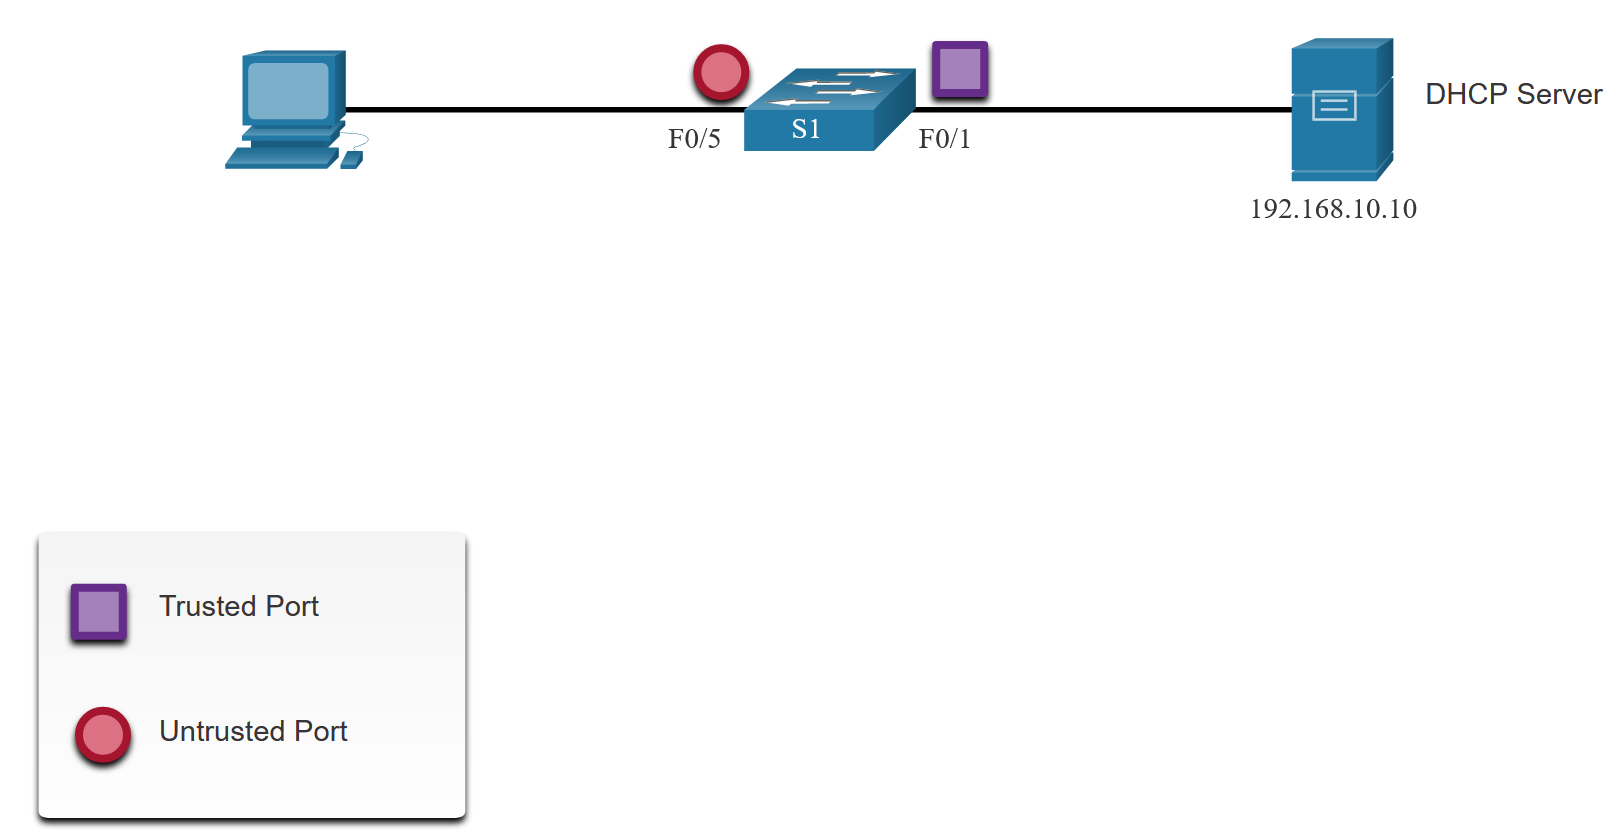 DHCP Server
S1
F0/5
F0/1
192.168.10.10
Trusted Port
Untrusted Port